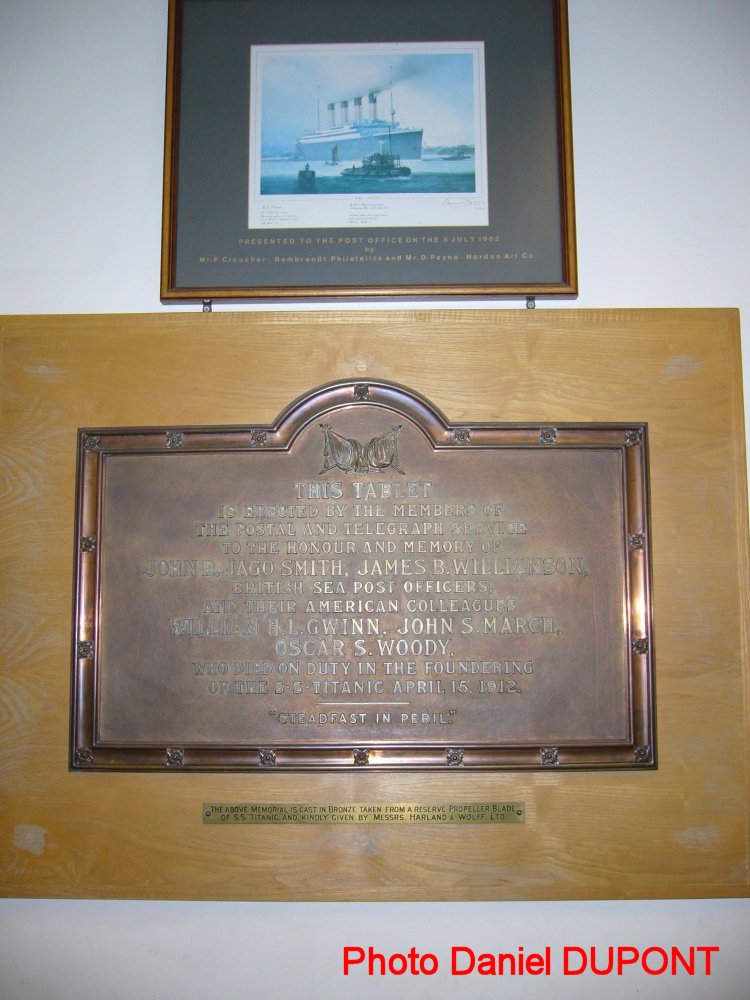 PRESENTED TO THE POST OFFICE ON THE 8 JULY 1982
by
Mr. P. Croucher - Rembrandt Philatelics and Mr. D. Payne - Nordon Art Co.
THIS TABLET
IS ERECTED BY THE MEMBERS OF
THE POSTAL AND TELEGRAPH SERVICE
TO THE HONOUR AND MEMORY OF
JOHN R. JAGO SMITH, JAMES B. WILLIAMSON,
BRITISH SEA POST OFFICERS,
AND THEIR AMERICAN COLLEAGUES
WILLIAM H.L. GWINN, JOHN S. MARCH,
OSCAR S. WOODY,
WHO DIED ON DUTY IN THE FOUNDERING
OF THE S·S·TITANIC APRIL 15, 1912.
"STEADFAST IN PERIL."
THE ABOVE MEMORIAL IS CAST IN BRONZE TAKEN FROM A RESERVE PROPELLER BLADE
OF S.S. TITANIC, AND KINDLY GIVEN BY MESSRS. HARLAND & WOLFF, LTD
Photo Daniel DUPONT